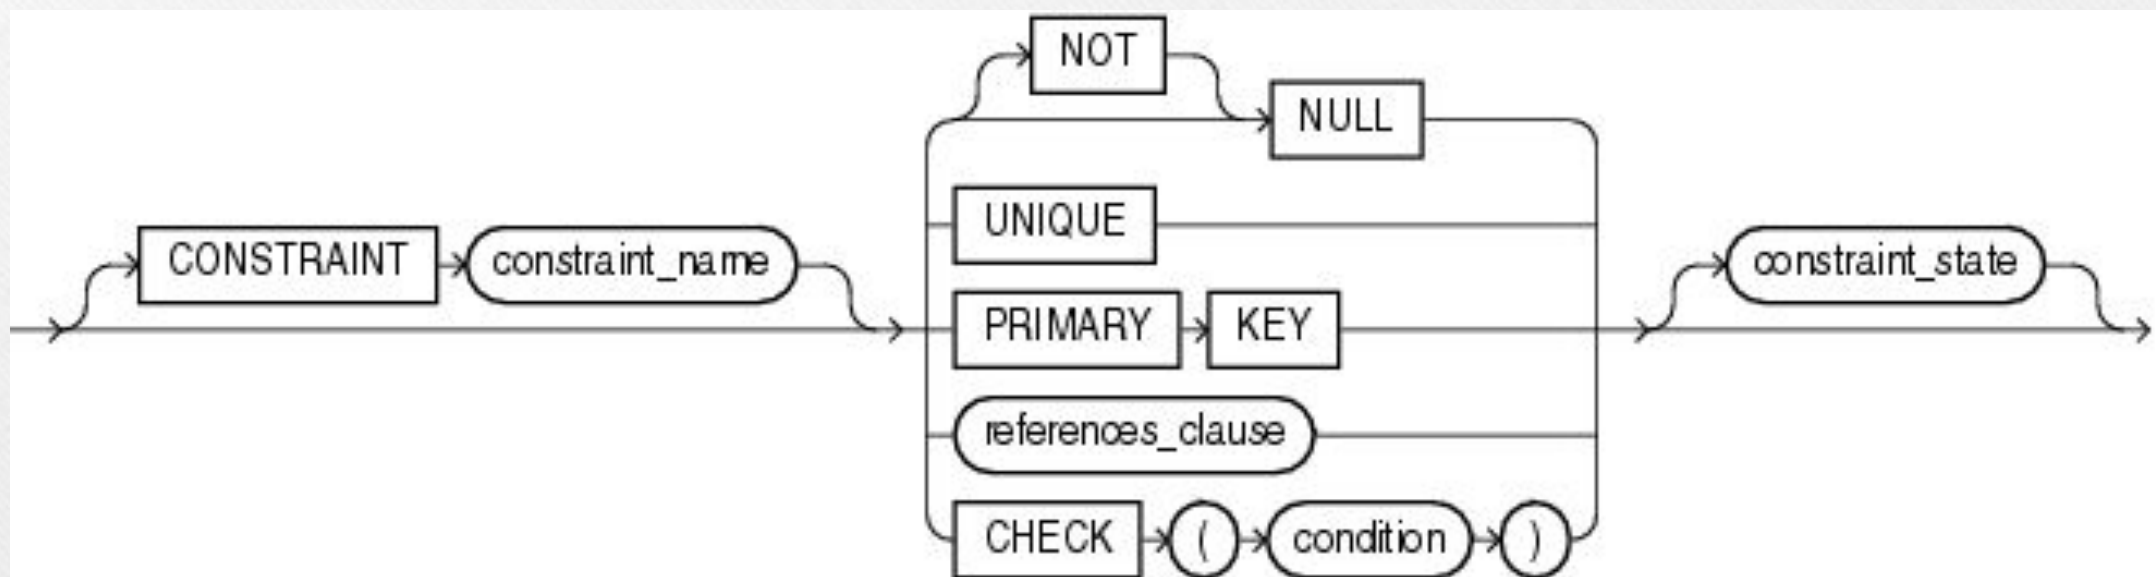 NOT
NULL
UNIQUE
CONSTRAINT constraint_name constraint_state
PRIMARY KEY
references_clause
CHECK ( condition )